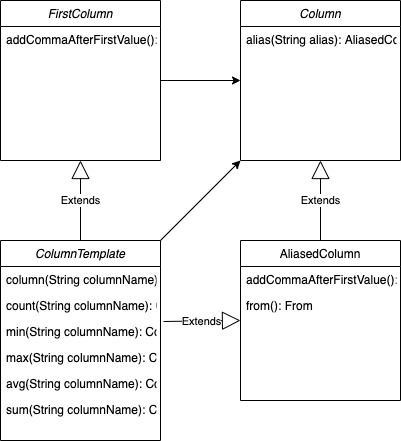 FirstColumn
addCommaAfterFirstValue():
Column
alias(String alias): AliasedCo
Extends
Extends
ColumnTemplate
column(String columnName)
count(String columnName):
min(String columnName): Co
max(String columnName): C
avg(String columnName): Co
sum(String columnName): C
Extends
AliasedColumn
addCommaAfterFirstValue():
from(): From